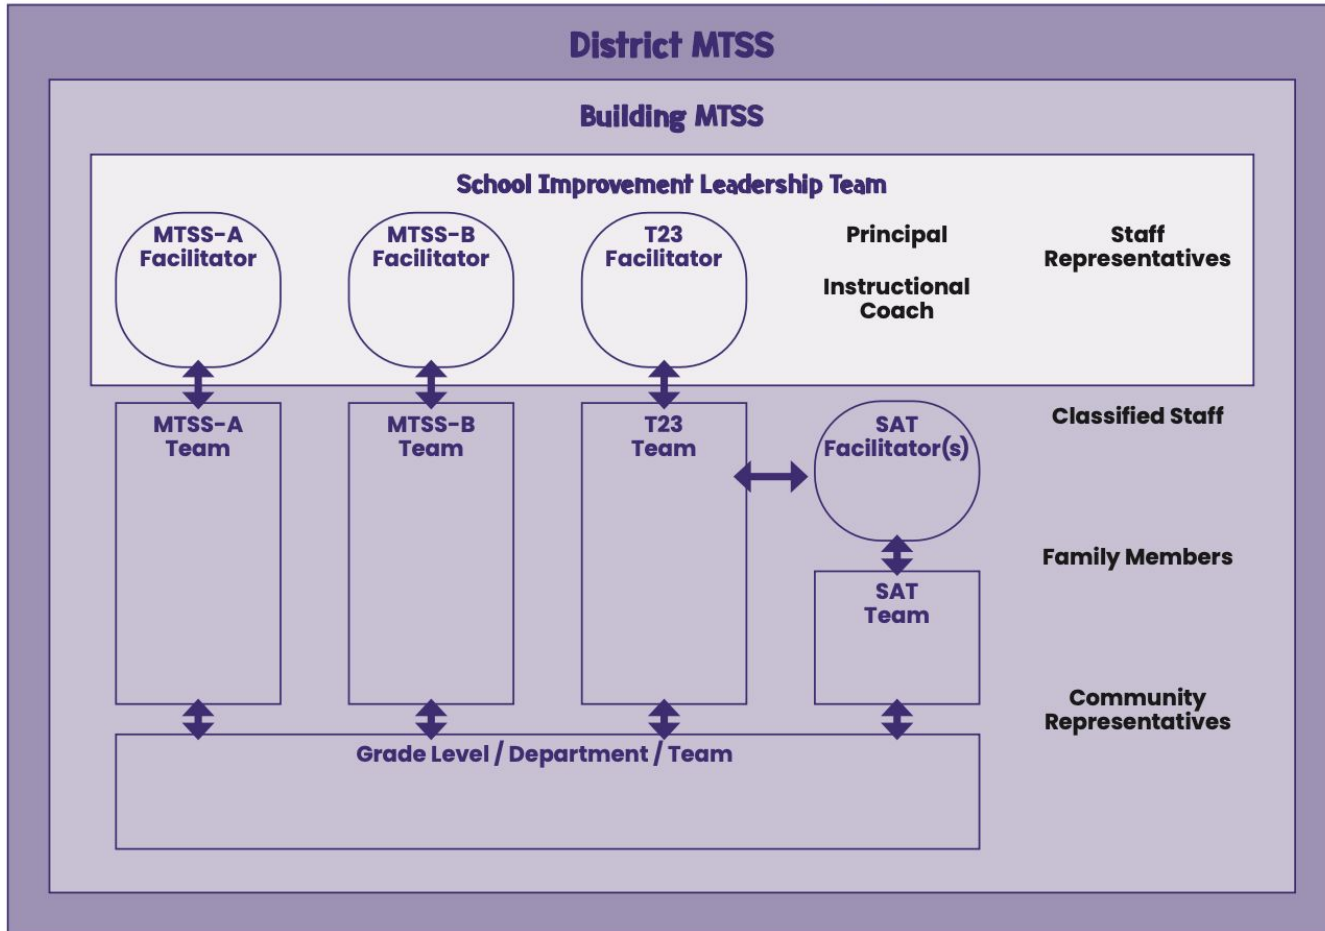 District MTSS
Building MTSS
School Improvement Leadership Team
MTSS-A
Facilitator
MTSS-B
Facilitator
T23
Facilitator
Principal
Instructional
Coach
Staff
Representatives
MTSS-A
Team
MTSS-B
Team
T23
Team
SAT
Facilitator(s)
Classified Staff
Family Members
SAT
Team
Community
Representatives
Grade Level / Department / Team